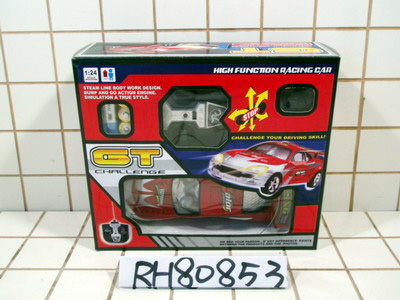 HIGH FUNCTION RACING CAR
1:24
STEAM LINE BODY WORK DESIGN.
BUMP AND GO ACTION ENGINE.
SIMULATION A TRUE STYLE.
STOP
CHALLENGE YOUR DRIVING SKILL!
GT
CHALLENGE
RH80853